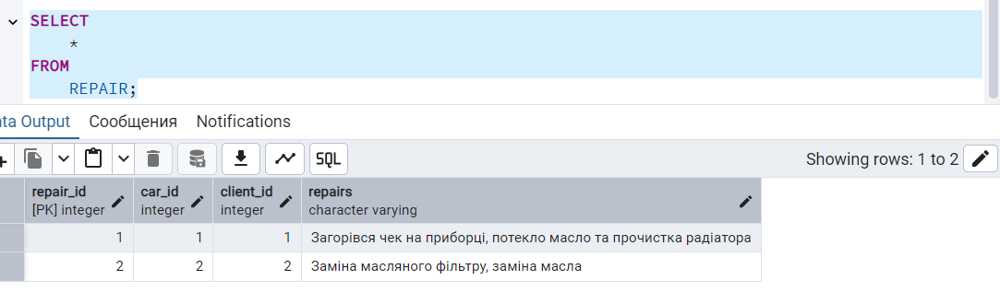 SELECT
*
FROM
REPAIR;
ata Output Сообщения Notifications
SQL Showing rows: 1 to 2
repair_id car_id client_id repairs
[PK] integer integer integer character varying
1 1 1 Загорівся чек на приборці, потекло масло та прочистка радіатора
2 2 2 Заміна масляного фільтру, заміна масла